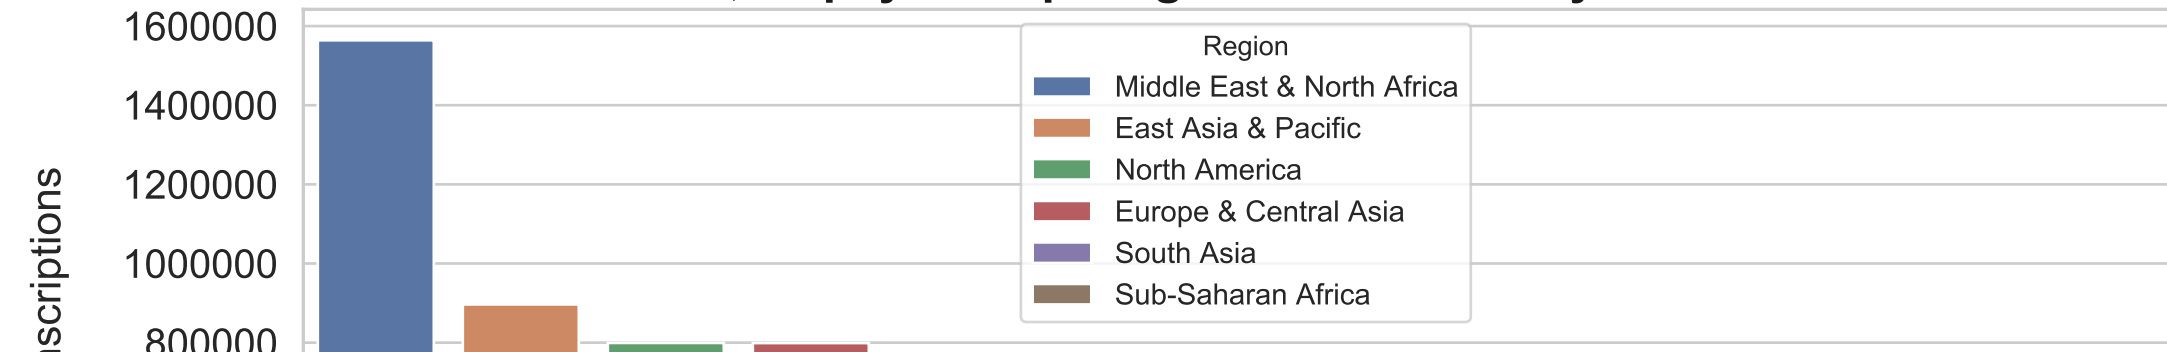 1600000
1400000
1200000
1000000
800000
Region
Middle East & North Africa
East Asia & Pacific
North America
Europe & Central Asia
South Asia
Sub-Saharan Africa